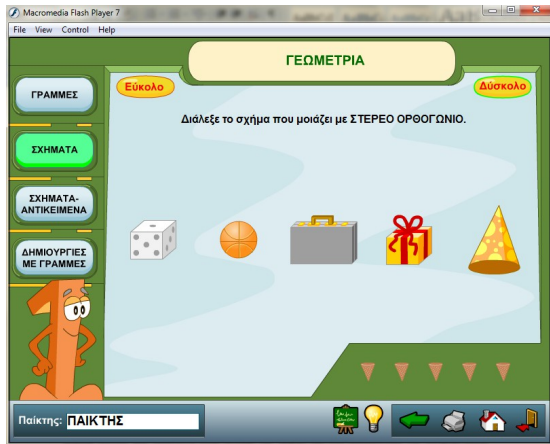 Macromedia Flash Player 7
File View Control Help
ΓΕΩΜΕΤΡΙΑ
Εύκολο
Δύσκολο
Διάλεξε το σχήμα που μοιάζει με ΣΤΕΡΕΟ ΟΡΘΟΓΩΝΙΟ.
ΓΡΑΜΜΕΣ
ΣΧΗΜΑΤΑ
ΣΧΗΜΑΤΑ-
ΑΝΤΙΚΕΙΜΕΝΑ
ΔΗΜΙΟΥΡΓΙΕΣ
ΜΕ ΓΡΑΜΜΕΣ
Παίκτης: ΠΑΙΚΤΗΣ